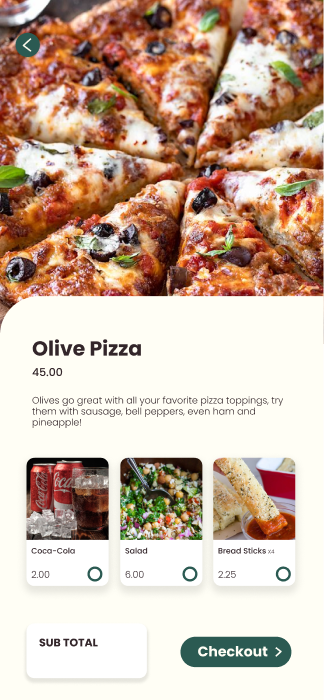 Olive Pizza
45.00
Olives go great with all your favorite pizza toppings, try
them with sausage, bell peppers, even ham and
pineapple!
Coca-Cola
2.00
Salad
6.00
Bread Sticks x4
2.25
SUB TOTAL
Checkout